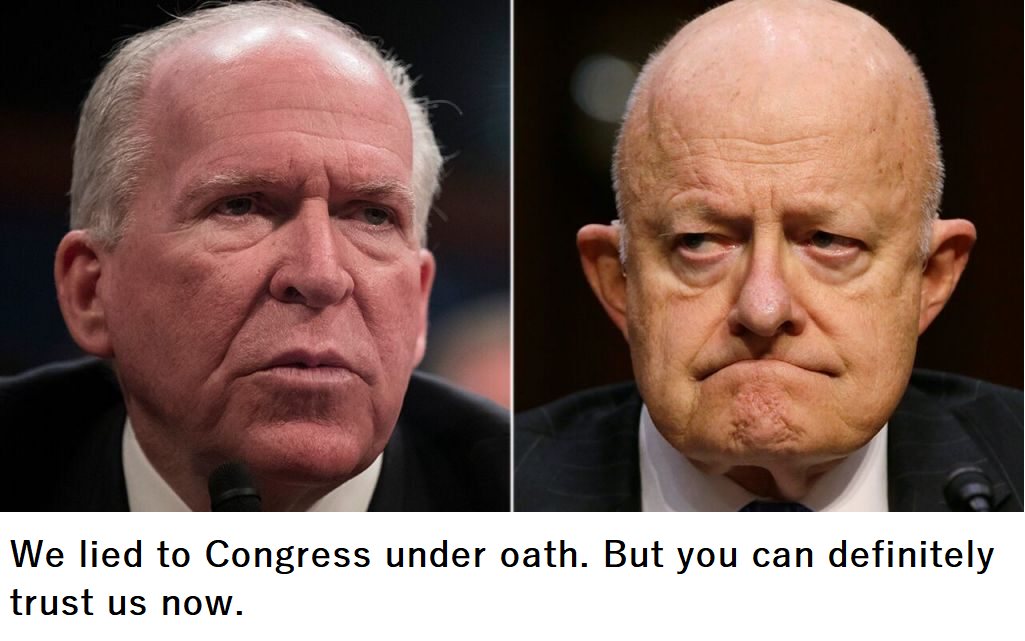 We lied to Congress under oath. But you can definitely
trust us now.